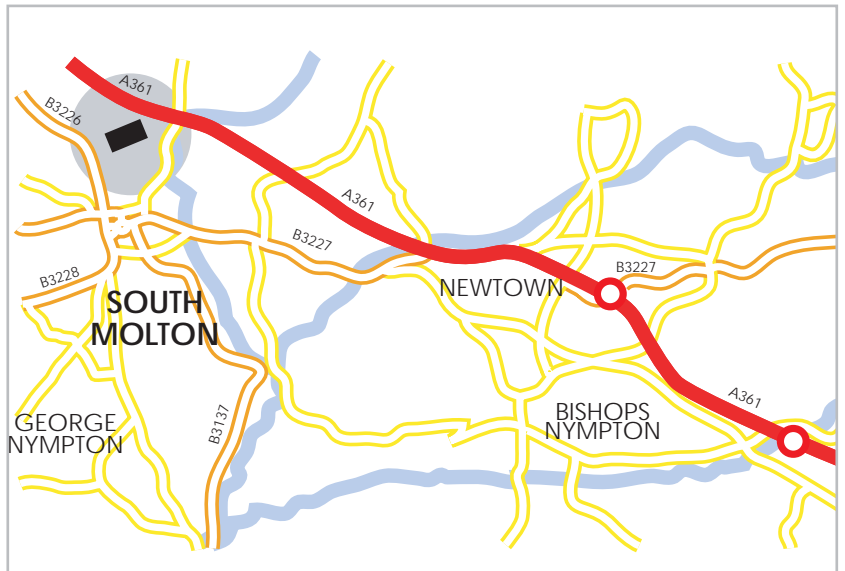 A361
B3226
A361
B3227
B3227
NEWTOWN
B3228
SOUTH
MOLTON
A361
GEORGE
NYMPTON
B3137
BISHOPS
NYMPTON